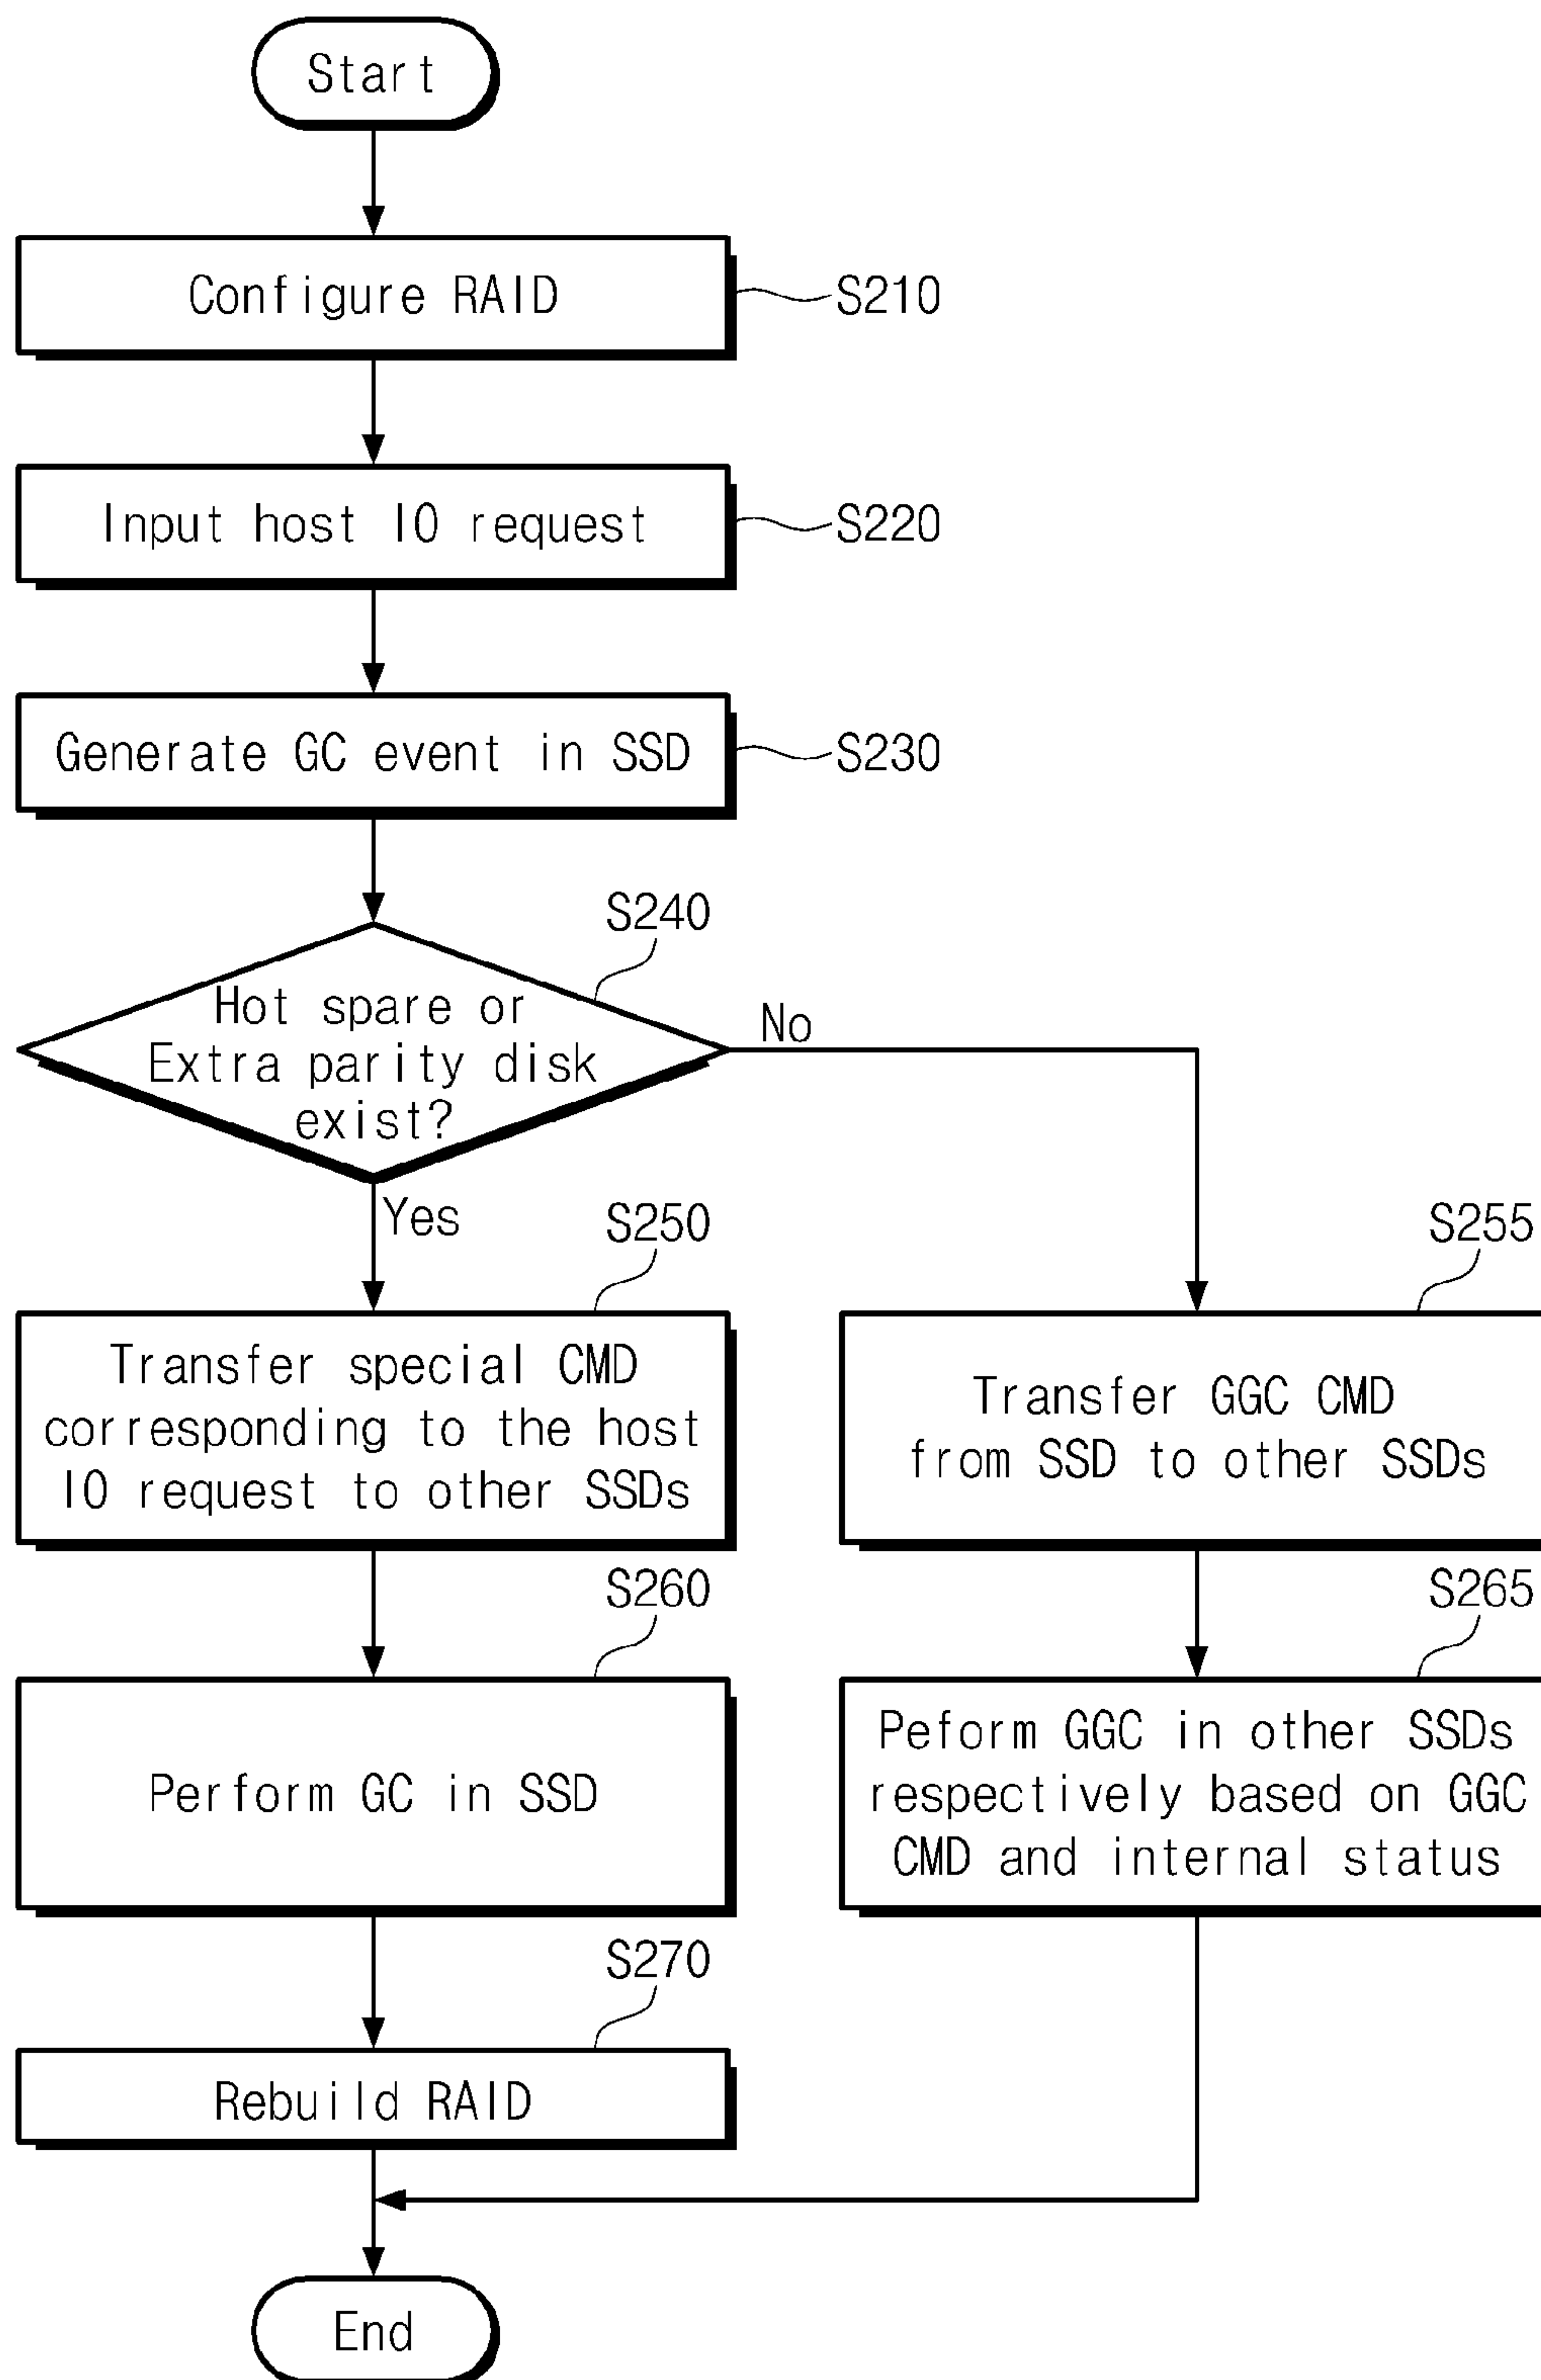 Start
Configure RAID
S210
Input host IO request
S220
Generate GC event in SSD
S230
S240
Hot spare or
Extra parity disk
exist?
No
Yes
S250
Transfer special CMD
corresponding to the host
IO request to other SSDs
S255
Transfer GGC CMD
from SSD to other SSDs
S260
Perform GC in SSD
S265
Peform GGC in other SSDs
respectively based on GGC
CMD and internal status
S270
Rebuild RAID
End